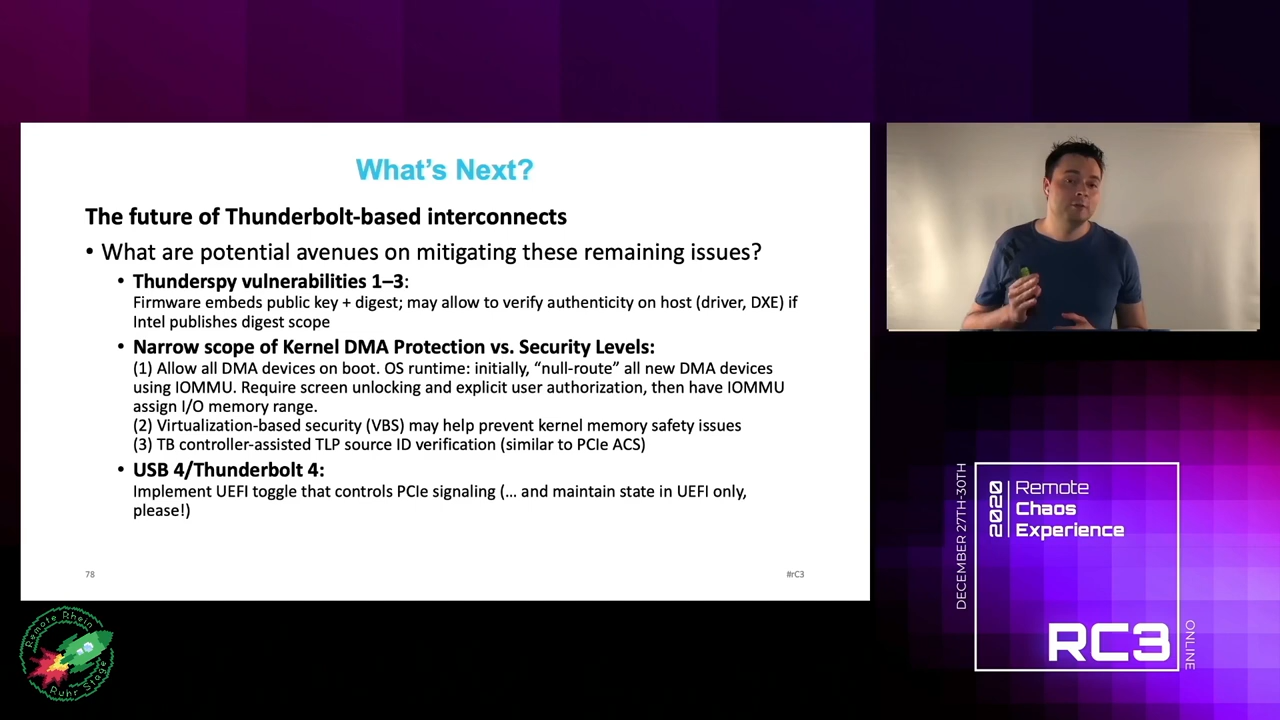 What's Next?
The future of Thunderbolt-based interconnects
• What are potential avenues on mitigating these remaining issues?
• Thunderspy vulnerabilities 1–3:
Firmware embeds public key + digest; may allow to verify authenticity on host (driver, DXE) if
Intel publishes digest scope
• Narrow scope of Kernel DMA Protection vs. Security Levels:
(1) Allow all DMA devices on boot. OS runtime: initially, “null-route” all new DMA devices
using IOMMU. Require screen unlocking and explicit user authorization, then have IOMMU
assign I/O memory range.
(2) Virtualization-based security (VBS) may help prevent kernel memory safety issues
(3) TB controller-assisted TLP source ID verification (similar to PCIe ACS)
• USB 4/Thunderbolt 4:
Implement UEFI toggle that controls PCIe signaling (… and maintain state in UEFI only,
please!)
78
#rC3
Remote Rhein
Ruhr Stage
DECEMBER 27TH-30TH
2020
Remote
Chaos
Experience
RC3
ONLINE